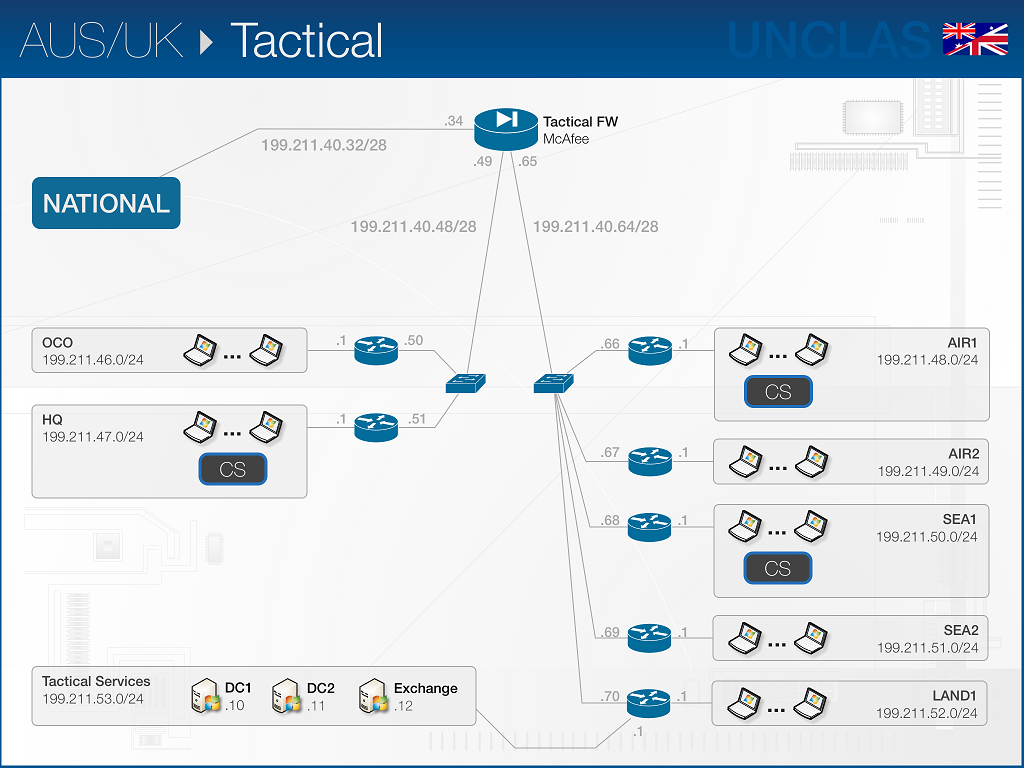 AUS/UK Tactical
UNCLAS
.34
Tactical FW
McAfee
199.211.40.32/28
.49
.65
NATIONAL
199.211.40.48/28
199.211.40.64/28
OCO
199.211.46.0/24
.1
.50
.66
.1
AIR1
199.211.48.0/24
CS
HQ
199.211.47.0/24
CS
.1
.51
.67
.1
AIR2
199.211.49.0/24
.68
.1
SEA1
199.211.50.0/24
CS
.69
.1
SEA2
199.211.51.0/24
Tactical Services
199.211.53.0/24
DC1
.10
DC2
.11
Exchange
.12
.70
.1
.1
LAND1
199.211.52.0/24